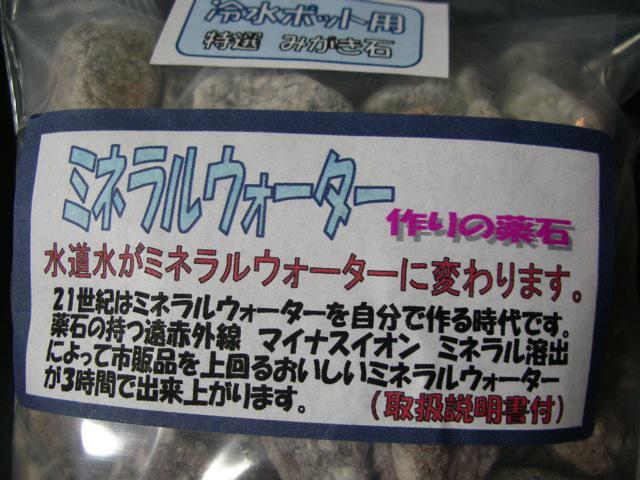 冷水ポット用
特選 みがき石
ミネラルウォーター
作りの薬石
水道水がミネラルウォーターに変わります。
21世紀はミネラルウォーターを自分で作る時代です。
薬石の持つ遠赤外線 マイナスイオン ミネラル溶出
によって市販品を上回るおいしいミネラルウォーター
が3時間で出来上がります。 (取扱説明書付)